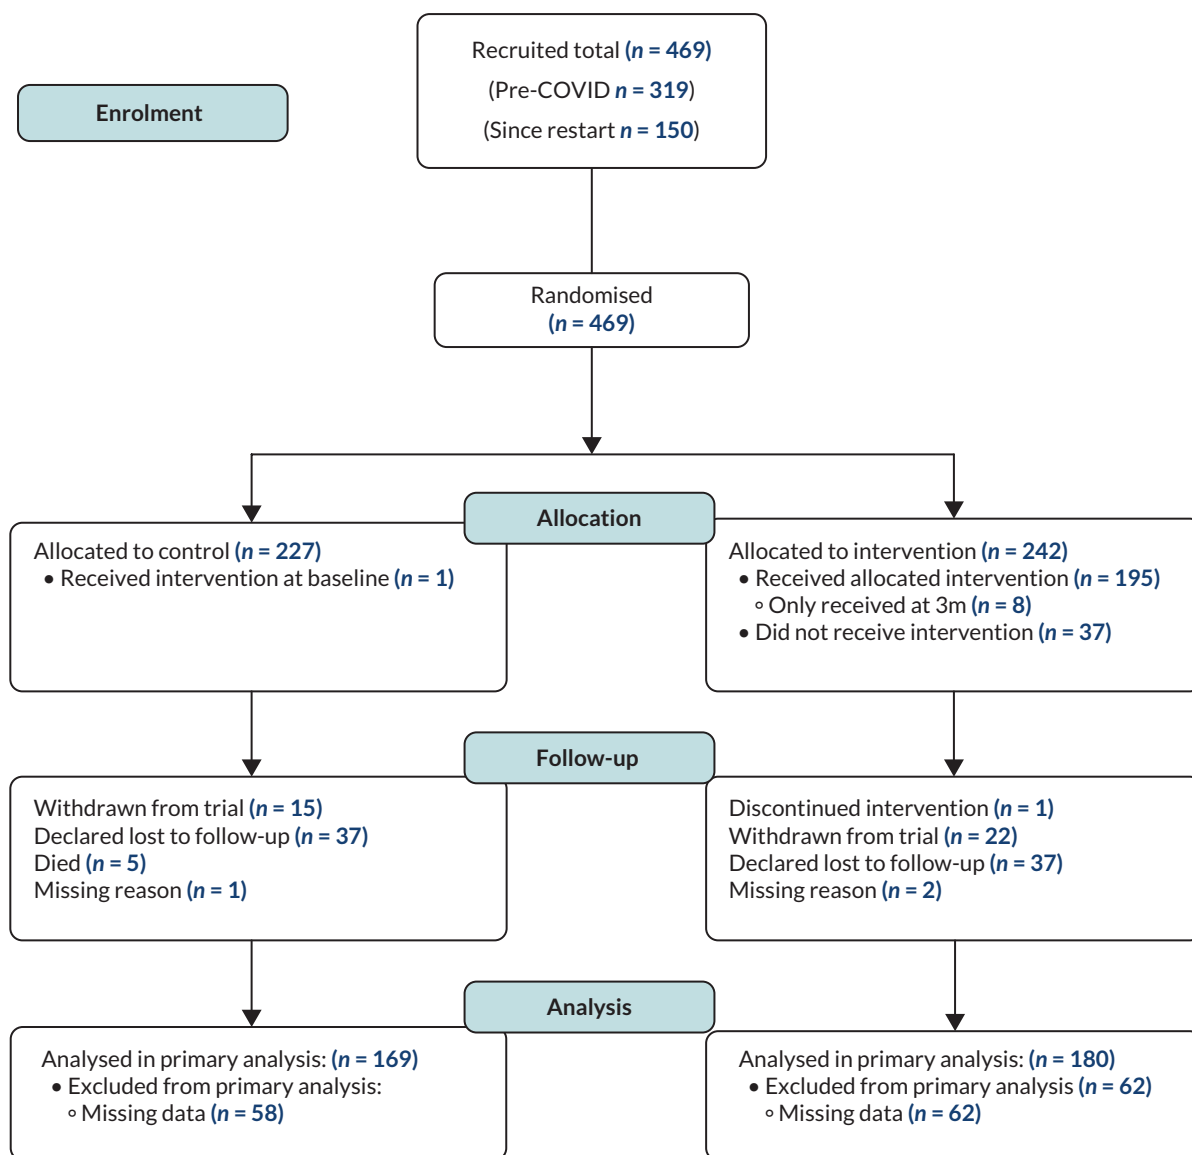 Recruited total (n = 469)
(Pre-COVID n = 319)
(Since restart n = 150)
Enrolment
Randomised
(n = 469)
Allocation
Allocated to control (n = 227)
• Received intervention at baseline (n = 1)
Allocated to intervention (n = 242)
• Received allocated intervention (n = 195)
◦ Only received at 3m (n = 8)
• Did not receive intervention (n = 37)
Follow-up
Withdrawn from trial (n = 15)
Declared lost to follow-up (n = 37)
Died (n = 5)
Missing reason (n = 1)
Discontinued intervention (n = 1)
Withdrawn from trial (n = 22)
Declared lost to follow-up (n = 37)
Missing reason (n = 2)
Analysis
Analysed in primary analysis: (n = 169)
• Excluded from primary analysis:
◦ Missing data (n = 58)
Analysed in primary analysis: (n = 180)
• Excluded from primary analysis (n = 62)
◦ Missing data (n = 62)